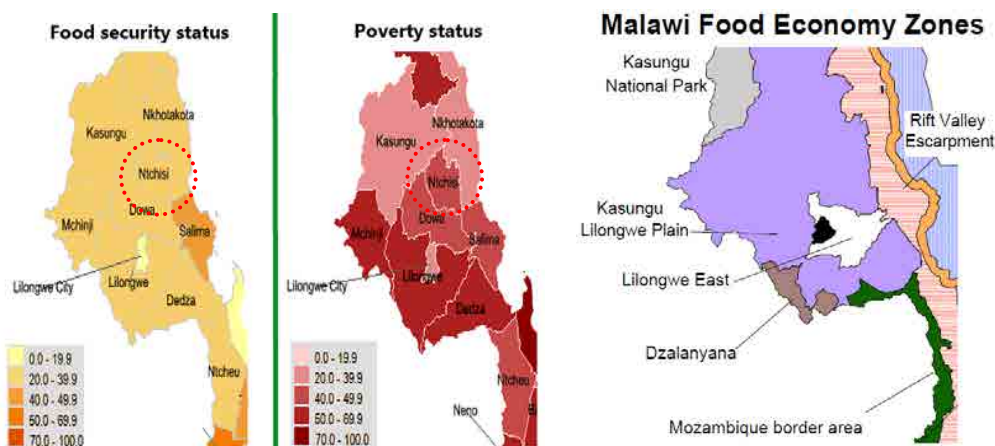 Food security status
Nkhotakota
Kasungu
Ntchisi
Dowa
Mchinji
Salima
Lilongwe City
Lilongwe
Dedza
Ntcheu
0.0 - 19.9
20.0 - 39.9
40.0 - 49.9
50.0 - 69.9
70.0 - 100.0
Poverty status
Nkhotakota
Kasungu
Ntchisi
Dowa
Mchinji
Salima
Lilongwe City
Lilongwe
Dedza
Ntcheu
Neno
0.0 - 19.9
20.0 - 39.9
40.0 - 49.9
50.0 - 69.9
70.0 - 100.0
Malawi Food Economy Zones
Kasungu
National Park
Rift Valley
Escarpment
Kasungu
Lilongwe Plain
Lilongwe East
Dzalanyana
Mozambique border area